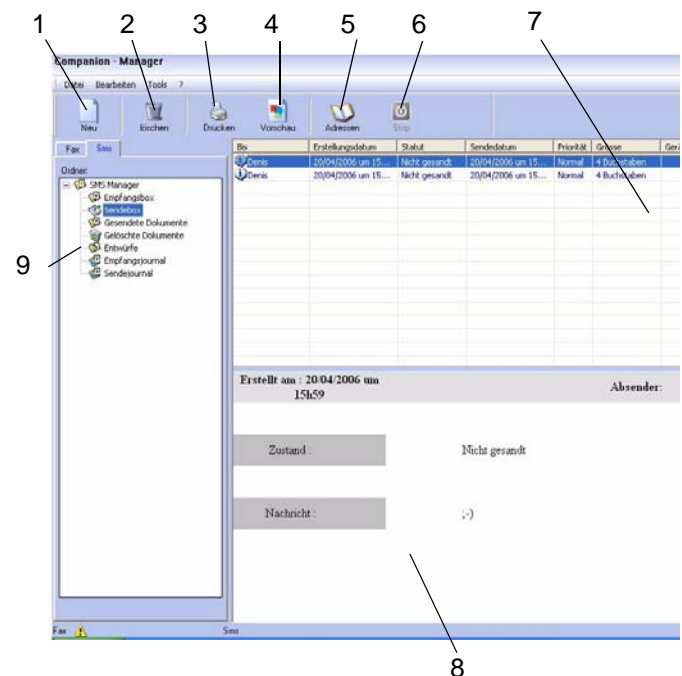 1 2 3 4 5 6 7
Companion - Manager
Datei Bearbeiten Tools ?
Neu löschen Drucken Vorschau Adressen Stop
Fax Sms
Ordner:
SMS Manager
Empfangsbox
Sendebox
Gesendete Dokumente
Gelöschte Dokumente
Entwürfe
Empfangsjournal
Sendejournal
9
Bis Erstellungsdatum Statut Sendedatum Priorität Grosse Gerä
Denis 20/04/2006 um 15... Nicht gesandt 20/04/2006 um 15... Normal 4 Buchstaben
Denis 20/04/2006 um 15... Nicht gesandt 20/04/2006 um 15... Normal 4 Buchstaben
Erstellt am : 20/04/2006 um
15h59
Absender:
Zustand : Nicht gesandt
Nachricht : ;-)
Fax Sms
8